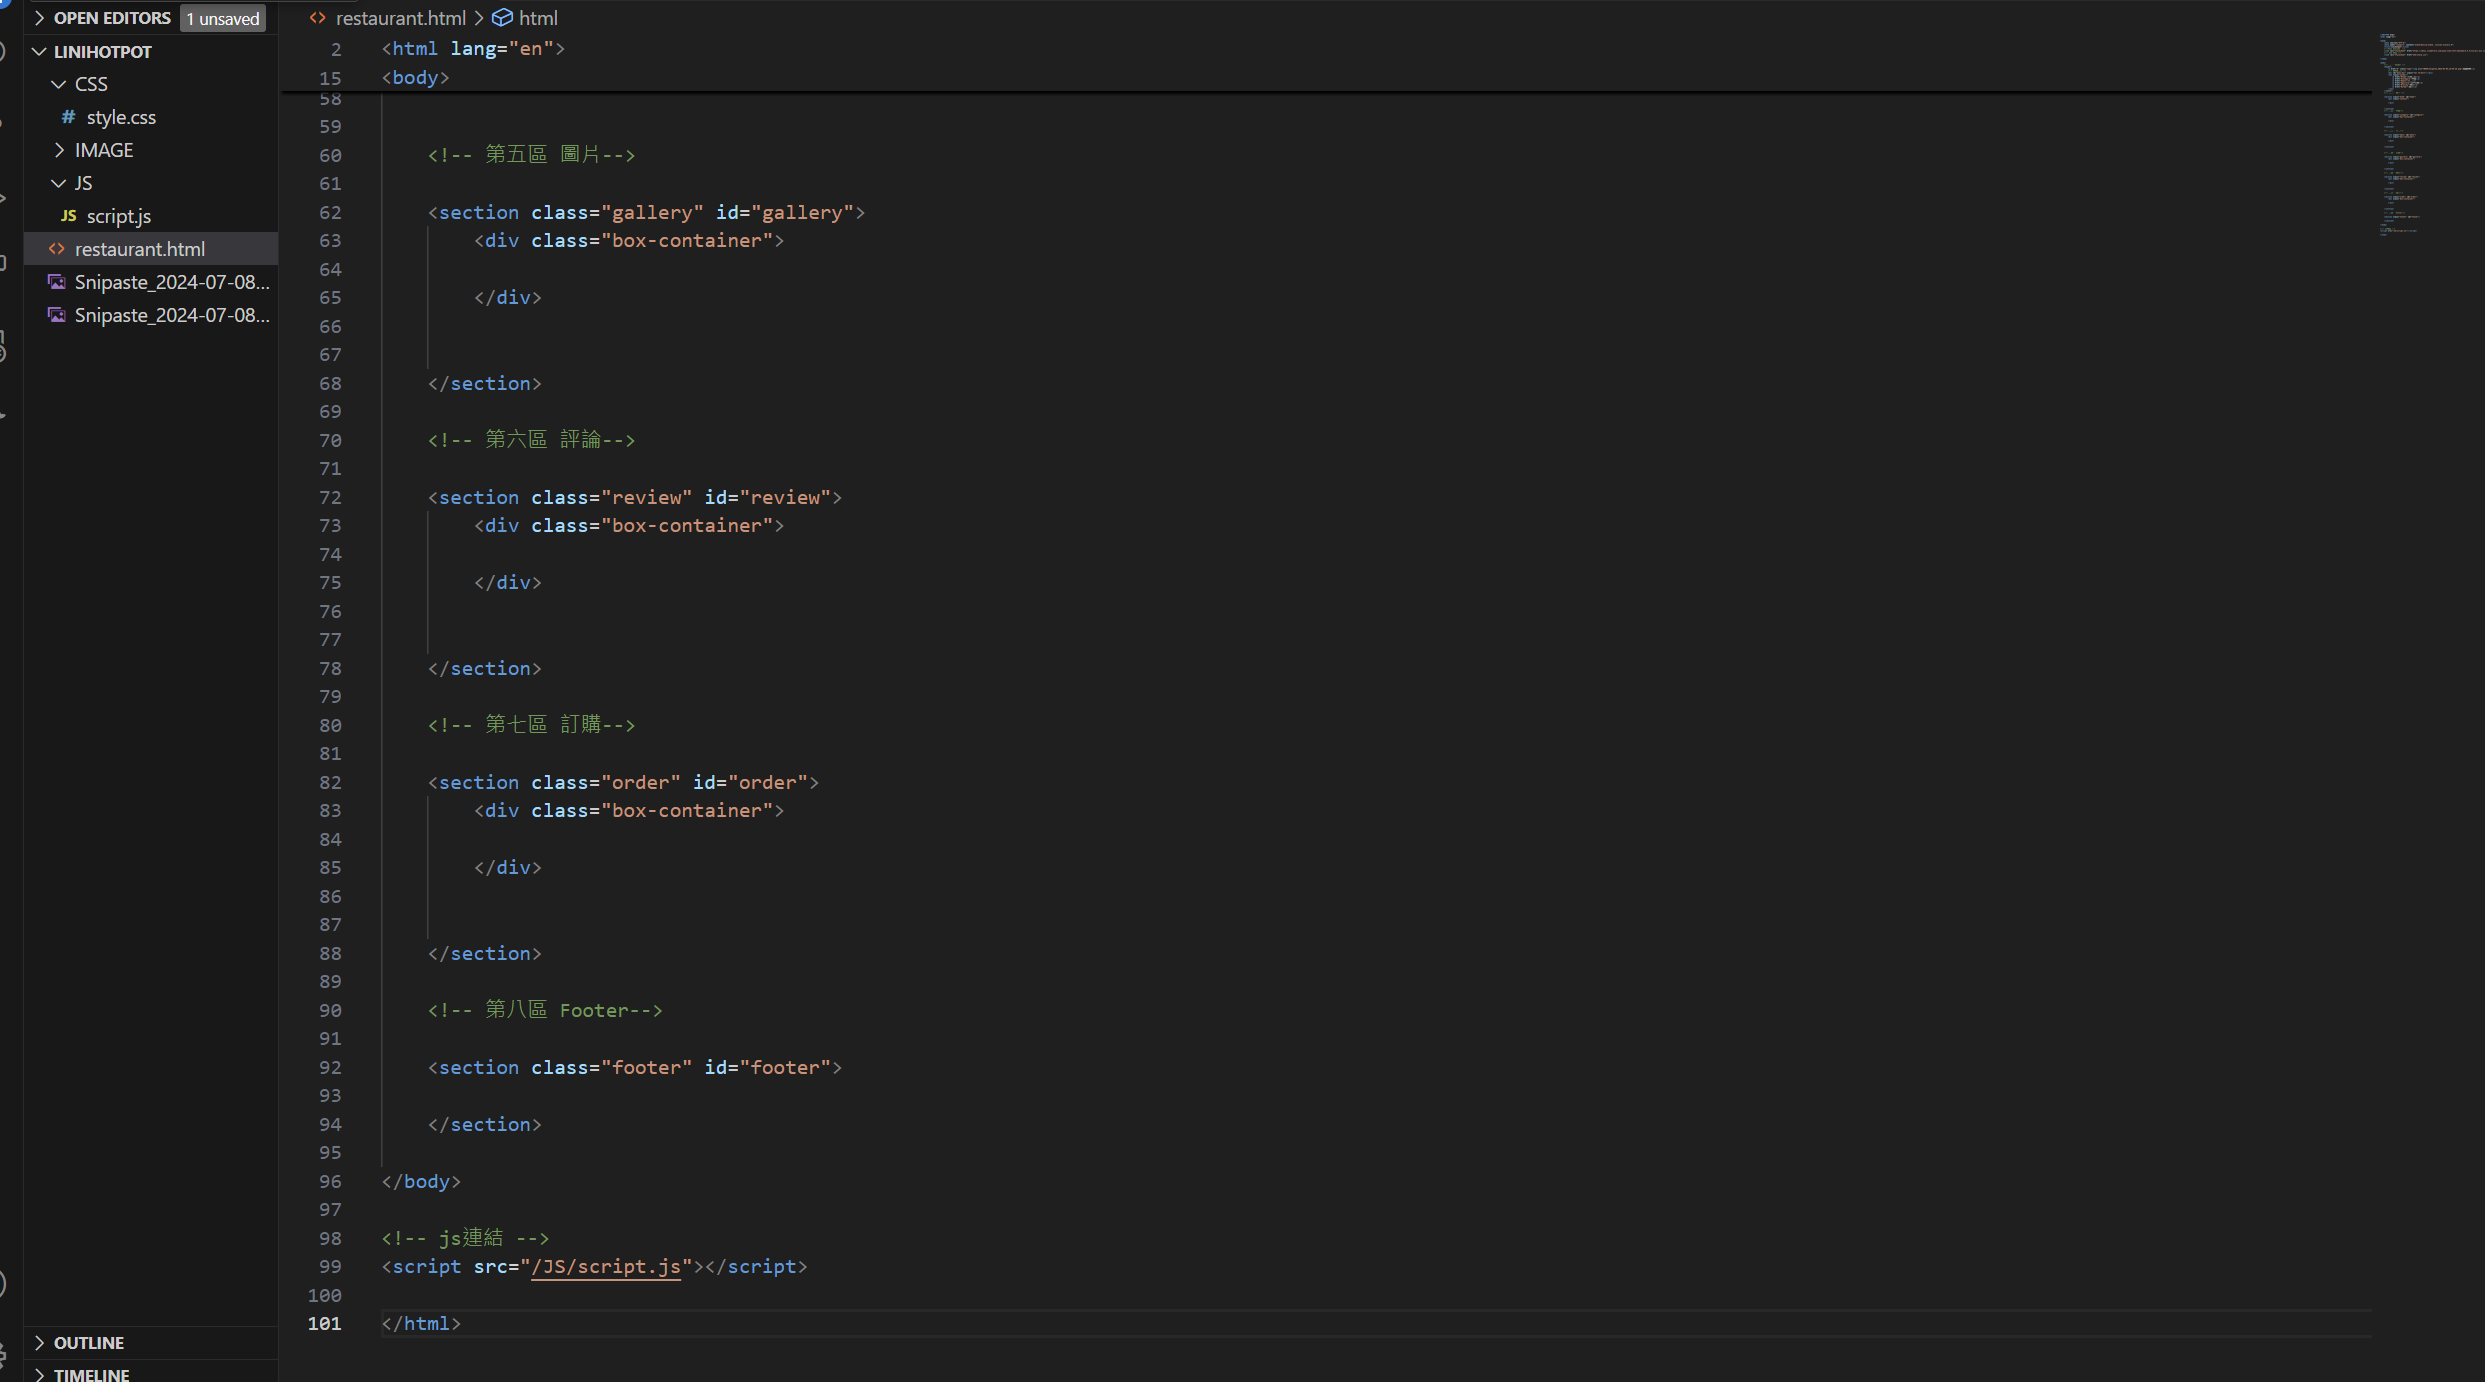 OPEN EDITORS 1 unsaved
LINIHOTPOT
CSS
# style.css
IMAGE
JS
JS script.js
<> restaurant.html
Snipaste_2024-07-08...
Snipaste_2024-07-08...
OUTLINE
TIMELINE
<> restaurant.html > html
2 <html lang="en">
15 <body>
58
59
60 <!-- 第五區 圖片-->
61
62 <section class="gallery" id="gallery">
63 <div class="box-container">
64
65 </div>
66
67
68 </section>
69
70 <!-- 第六區 評論-->
71
72 <section class="review" id="review">
73 <div class="box-container">
74
75 </div>
76
77
78 </section>
79
80 <!-- 第七區 訂購-->
81
82 <section class="order" id="order">
83 <div class="box-container">
84
85 </div>
86
87
88 </section>
89
90 <!-- 第八區 Footer-->
91
92 <section class="footer" id="footer">
93
94 </section>
95
96 </body>
97
98 <!-- js連結 -->
99 <script src="/JS/script.js"></script>
100
101 </html>